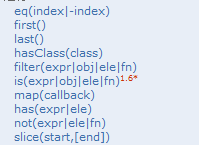 eq(index|-index)
first()
last()
hasClass(class)
filter(expr|obj|ele|fn)
is(expr|obj|ele|fn)1.6*
map(callback)
has(expr|ele)
not(expr|ele|fn)
slice(start,[end])